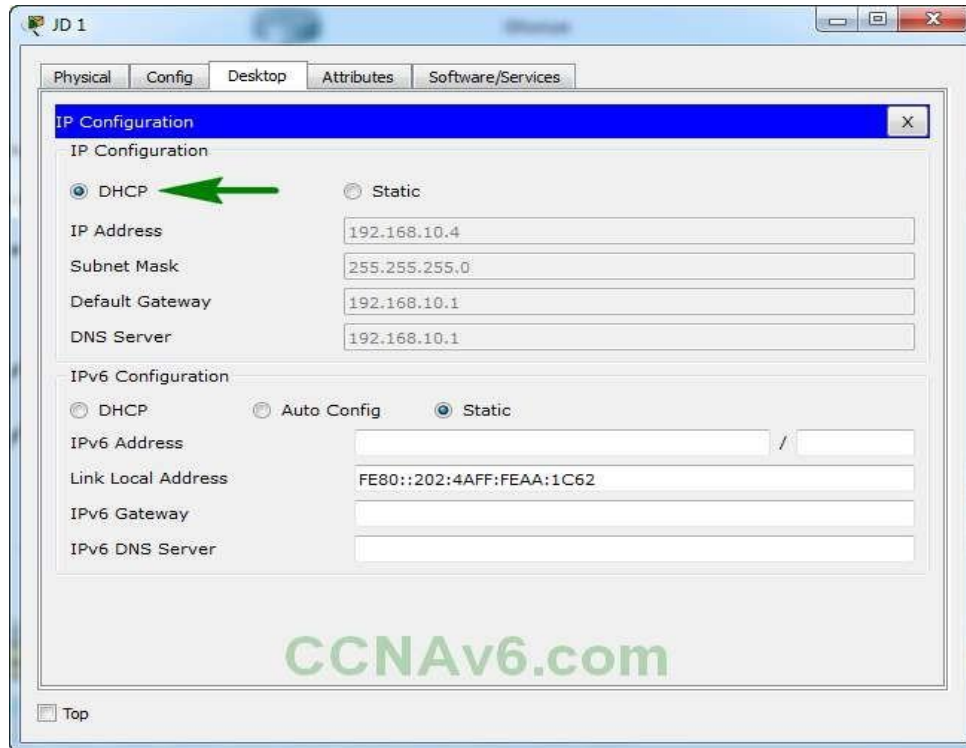 JD 1
Physical Config Desktop Attributes Software/Services
IP Configuration X
IP Configuration
DHCP Static
IP Address 192.168.10.4
Subnet Mask 255.255.255.0
Default Gateway 192.168.10.1
DNS Server 192.168.10.1
IPv6 Configuration
DHCP Auto Config Static
IPv6 Address /
Link Local Address FE80::202:4AFF:FEAA:1C62
IPv6 Gateway
IPv6 DNS Server
CCNAv6.com
Top